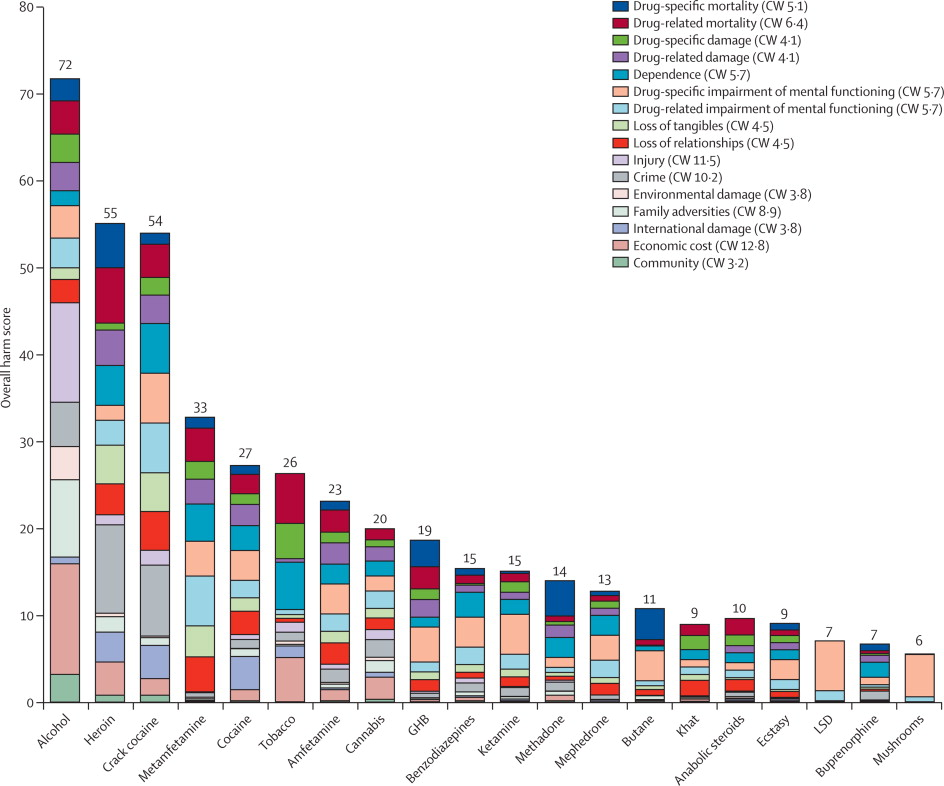 80
70
60
50
40
30
20
10
0
Overall harm score
Drug-specific mortality (CW 5·1)
Drug-related mortality (CW 6·4)
Drug-specific damage (CW 4·1)
Drug-related damage (CW 4·1)
Dependence (CW 5·7)
Drug-specific impairment of mental functioning (CW 5·7)
Drug-related impairment of mental functioning (CW 5·7)
Loss of tangibles (CW 4·5)
Loss of relationships (CW 4·5)
Injury (CW 11·5)
Crime (CW 10·2)
Environmental damage (CW 3·8)
Family adversities (CW 8·9)
International damage (CW 3·8)
Economic cost (CW 12·8)
Community (CW 3·2)
72
55
54
33
27
26
23
20
19
15
15
14
13
11
9
10
9
7
7
6
Alcohol
Heroin
Crack cocaine
Metamfetamine
Cocaine
Tobacco
Amfetamine
Cannabis
GHB
Benzodiazepines
Ketamine
Methadone
Mephedrone
Butane
Khat
Anabolic steroids
Ecstasy
LSD
Buprenorphine
Mushrooms